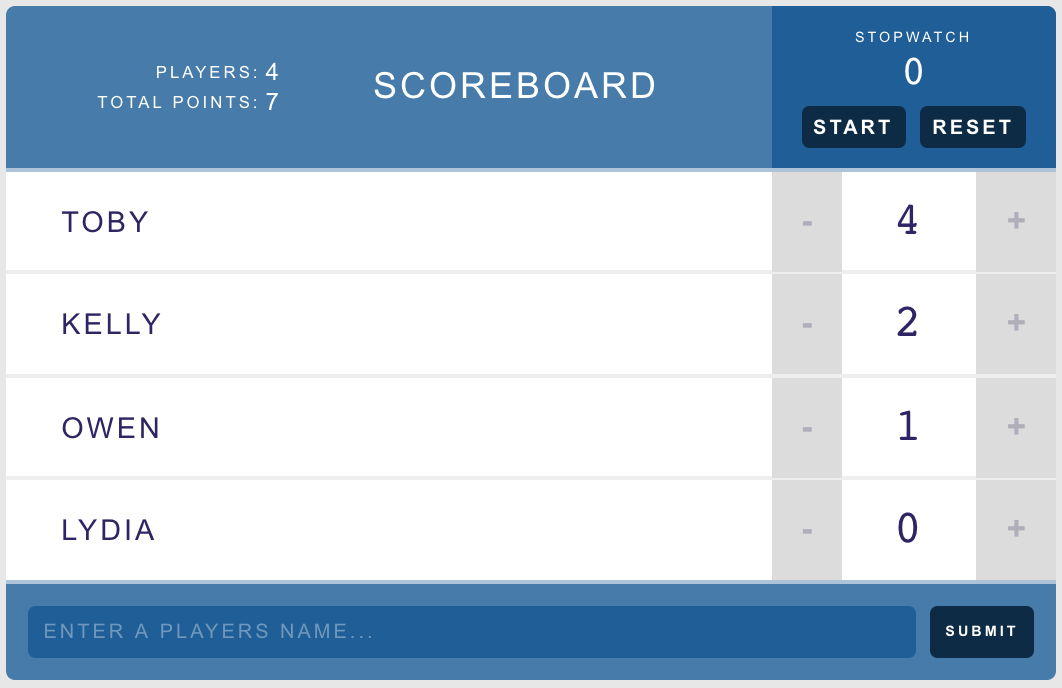 PLAYERS: 4
TOTAL POINTS: 7
SCOREBOARD
STOPWATCH
0
START RESET
TOBY - 4 +
KELLY - 2 +
OWEN - 1 +
LYDIA - 0 +
ENTER A PLAYERS NAME... SUBMIT